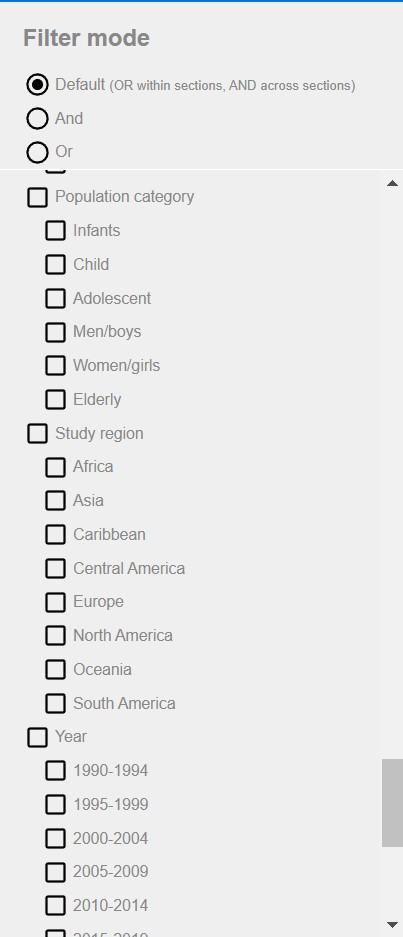 Filter mode
Default (OR within sections, AND across sections)
And
Or
Population category
Infants
Child
Adolescent
Men/boys
Women/girls
Elderly
Study region
Africa
Asia
Caribbean
Central America
Europe
North America
Oceania
South America
Year
1990-1994
1995-1999
2000-2004
2005-2009
2010-2014